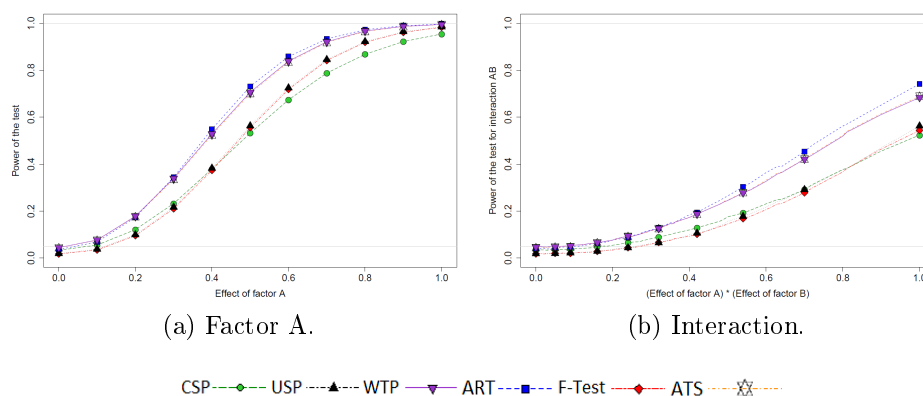 Power of the test
0.0 0.2 0.4 0.6 0.8 1.0
0.0 0.2 0.4 0.6 0.8 1.0
Effect of factor A
Power of the test for interaction AB
0.0 0.2 0.4 0.6 0.8 1.0
0.0 0.2 0.4 0.6 0.8 1.0
(Effect of factor A) * (Effect of factor B)
(a) Factor A.
(b) Interaction.
CSP USP WTP ART F-Test ATS